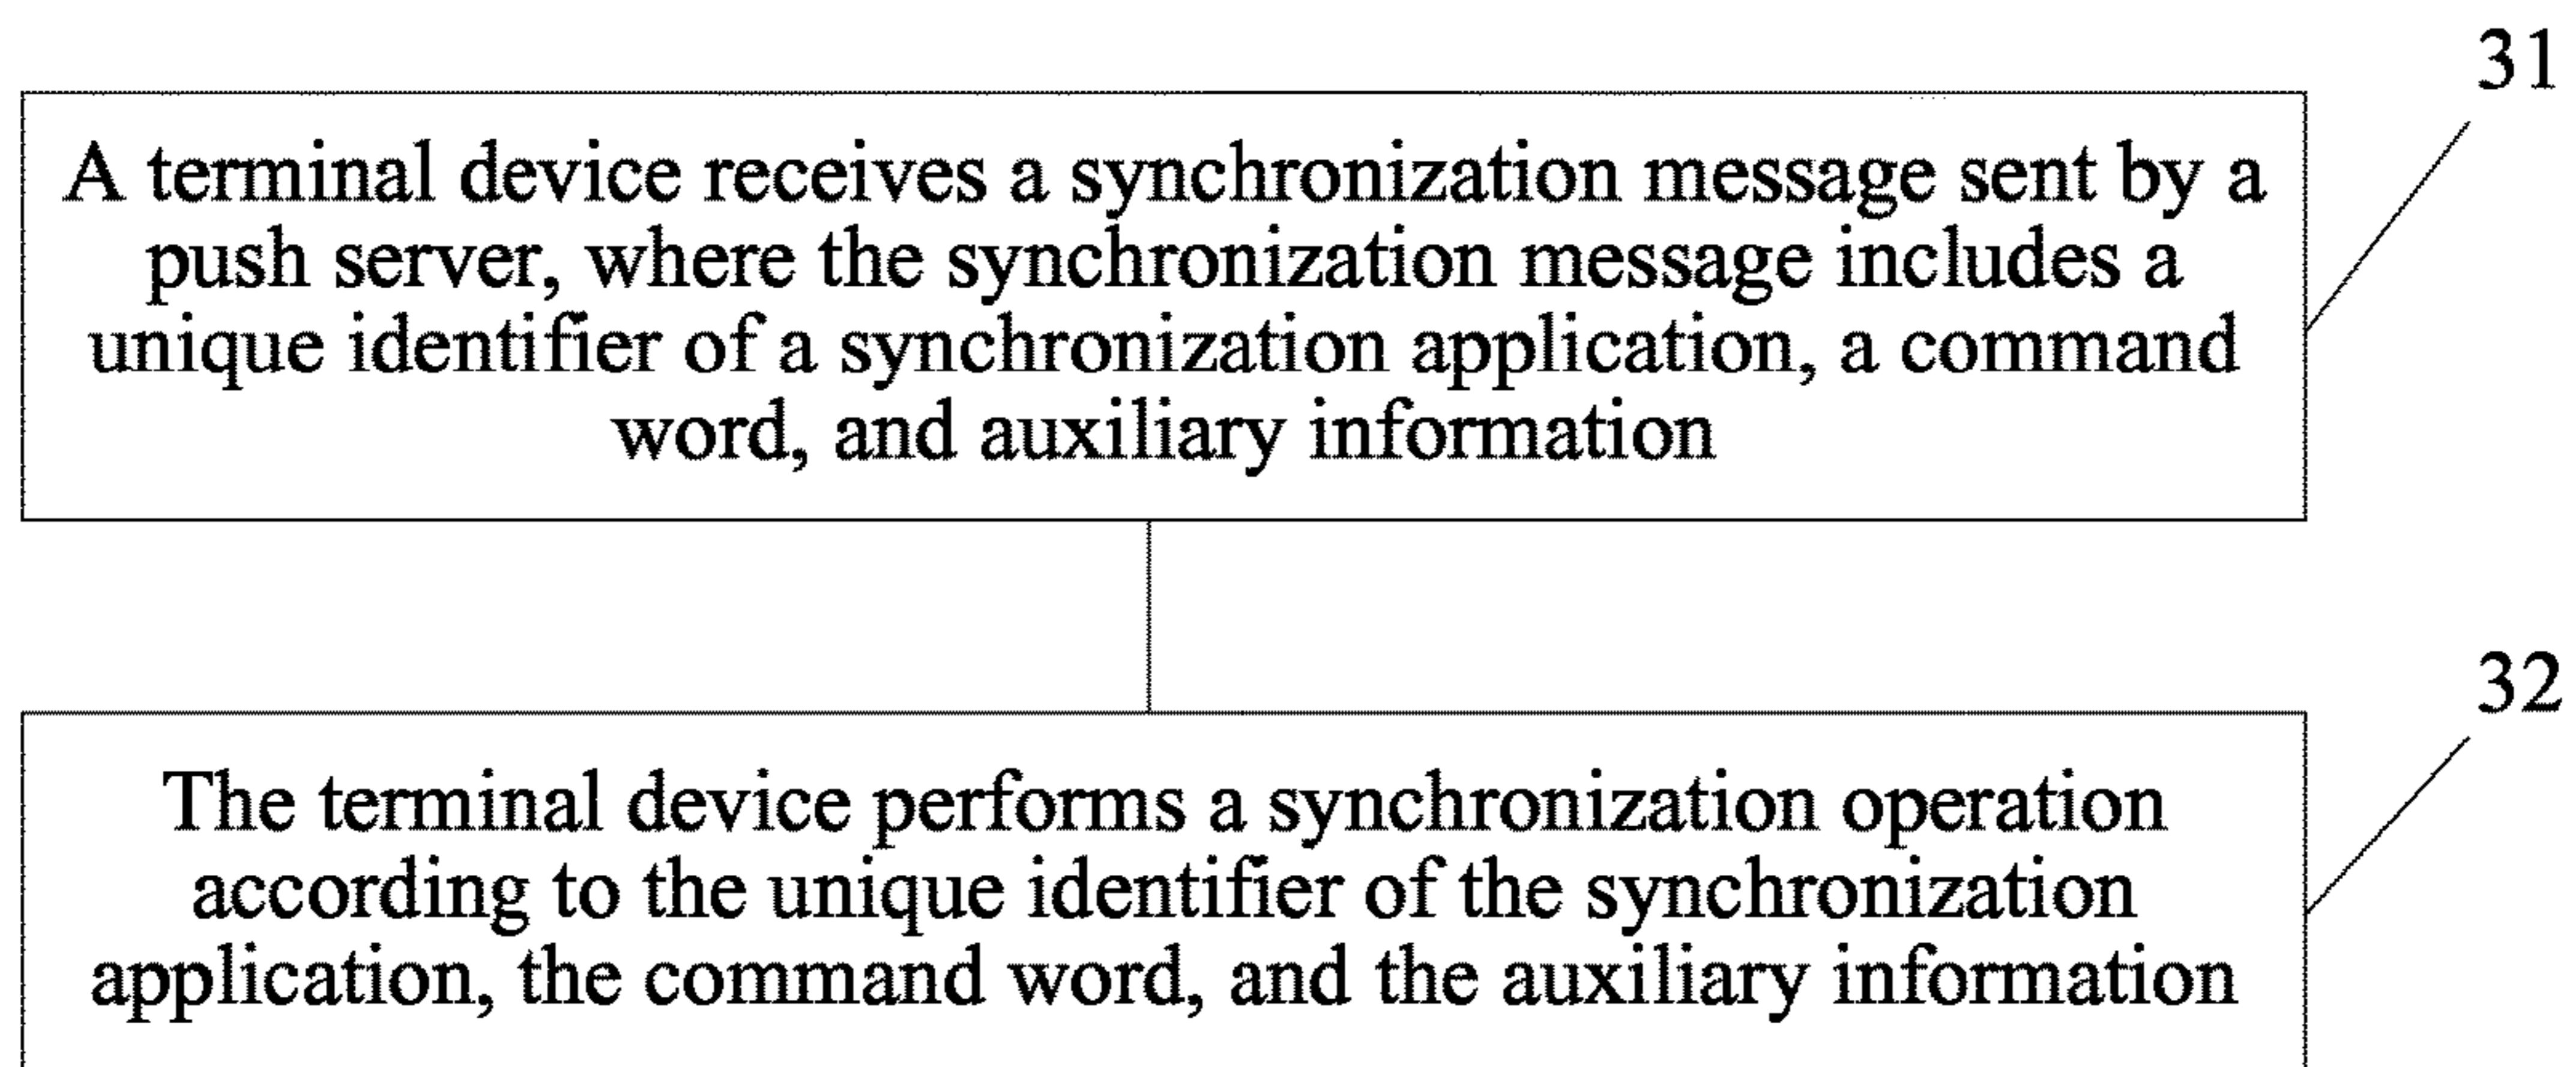 31
A terminal device receives a synchronization message sent by a
push server, where the synchronization message includes a
unique identifier of a synchronization application, a command
word, and auxiliary information
32
The terminal device performs a synchronization operation
according to the unique identifier of the synchronization
application, the command word, and the auxiliary information